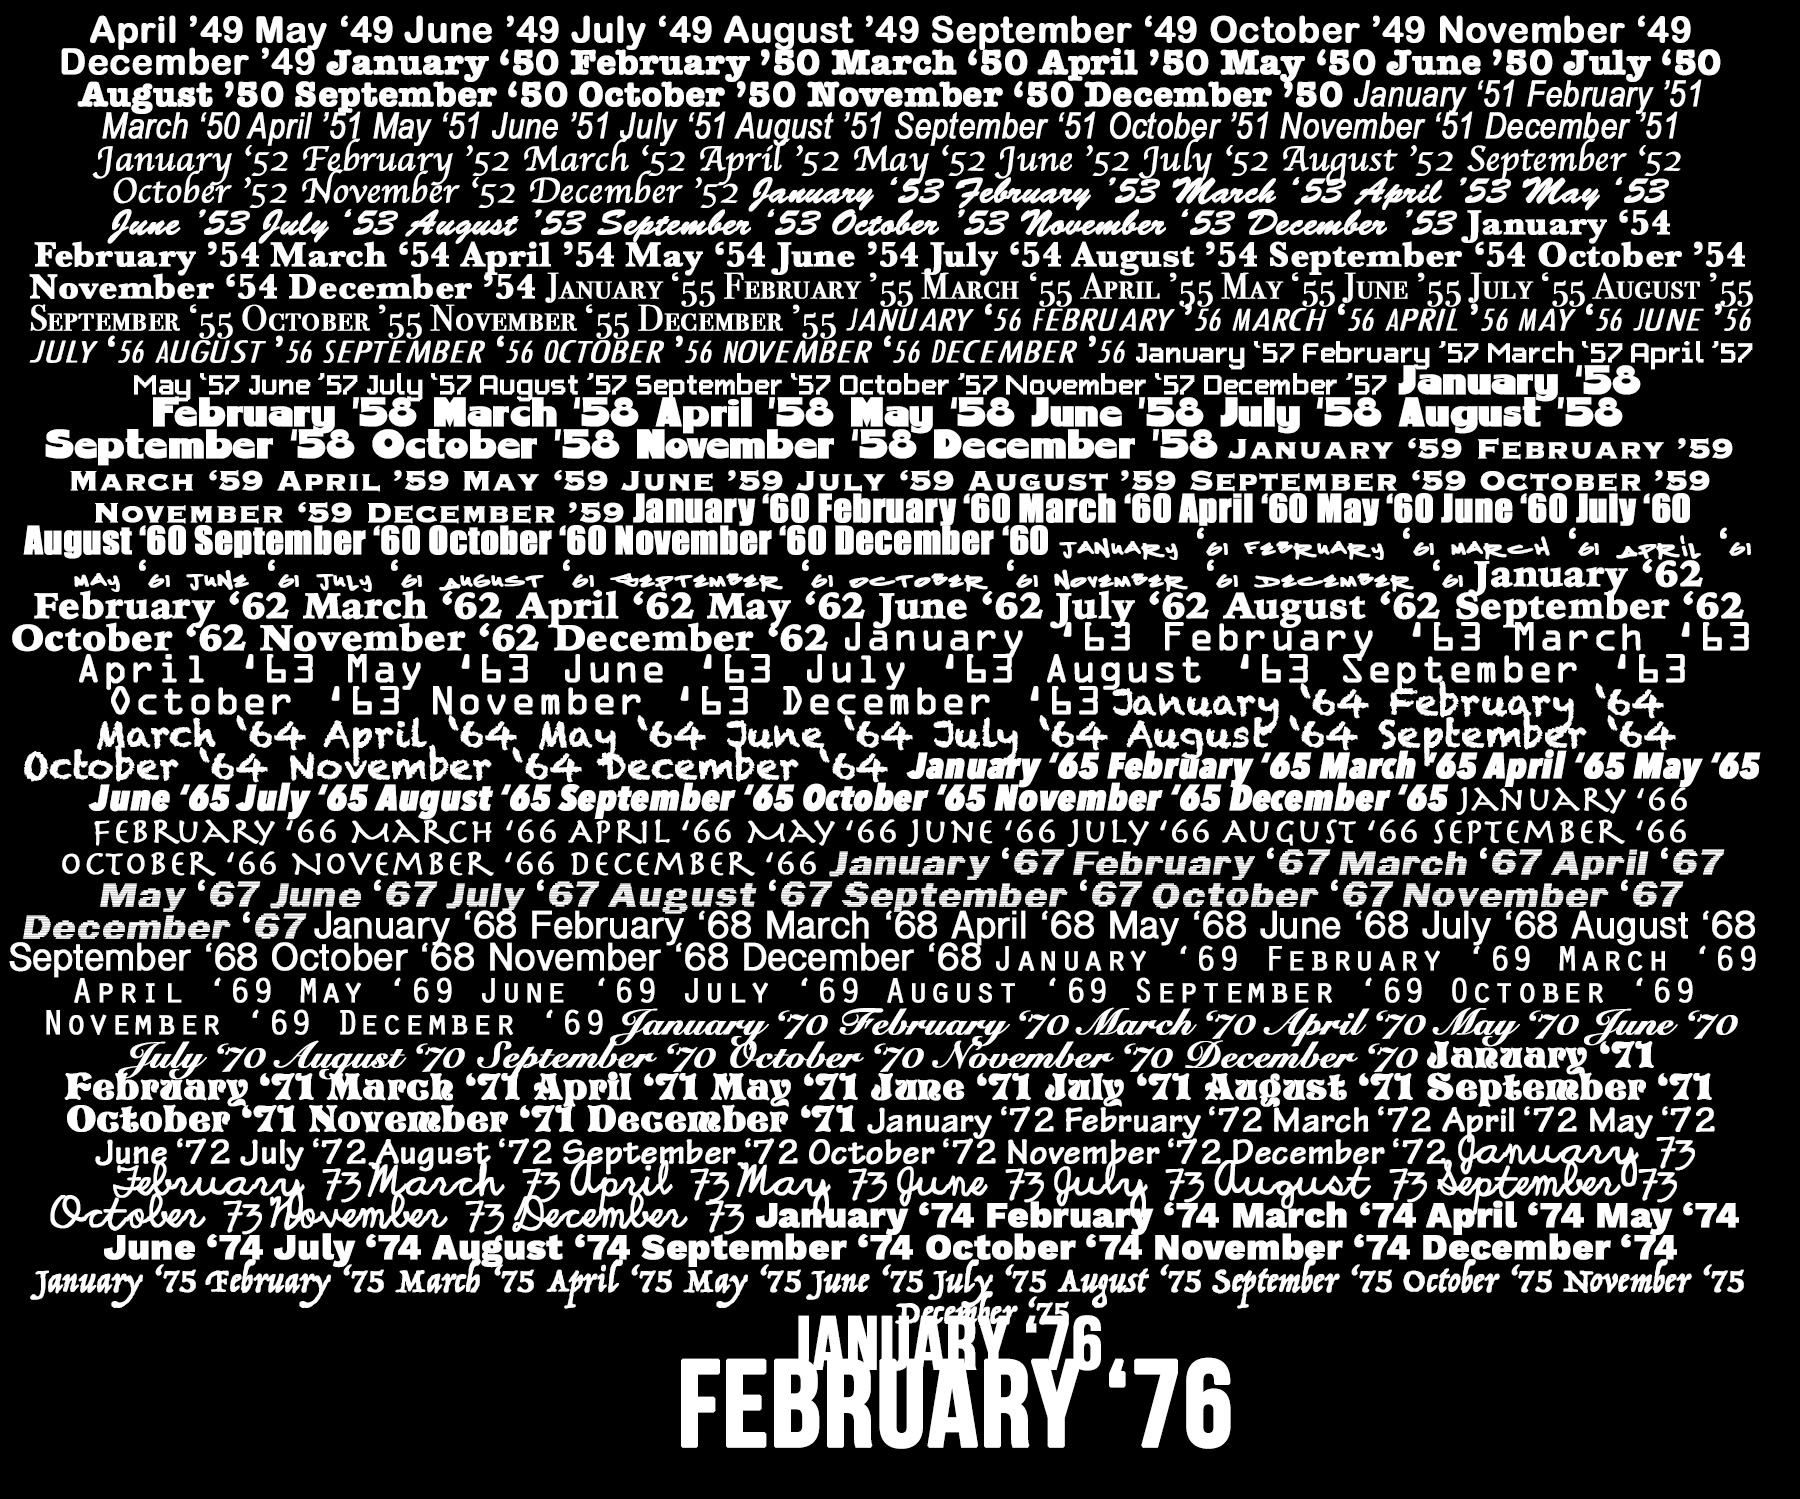 April ’49 May ‘49 June ’49 July ‘49 August ’49 September ‘49 October ’49 November ‘49
December ’49 January ‘50 February ’50 March ‘50 April ’50 May ‘50 June ’50 July ‘50
August ’50 September ‘50 October ’50 November ‘50 December ’50 January ‘51 February ’51
March ‘50 April ’51 May ‘51 June ’51 July ‘51 August ’51 September ‘51 October ’51 November ‘51 December ’51
January ‘52 February ’52 March ‘52 April ’52 May ‘52 June ’52 July ‘52 August ’52 September ‘52
October ’52 November ‘52 December ’52 January ‘53 February ’53 March ‘53 April ’53 May ‘53
June ’53 July ‘53 August ’53 September ‘53 October ’53 November ‘53 December ’53 January ‘54
February ’54 March ‘54 April ’54 May ‘54 June ’54 July ‘54 August ’54 September ‘54 October ’54
November ‘54 December ’54 January ‘55 February ’55 March ‘55 April ’55 May ‘55 June ’55 July ‘55 August ’55
September ‘55 October ’55 November ‘55 December ’55 JANUARY ‘56 FEBRUARY ’56 MARCH ‘56 APRIL ’56 MAY ‘56 JUNE ’56
JULY ‘56 AUGUST ’56 SEPTEMBER ‘56 OCTOBER ’56 NOVEMBER ‘56 DECEMBER ’56 January ‘57 February ’57 March ‘57 April ’57
May ‘57 June ’57 July ‘57 August ’57 September ‘57 October ’57 November ‘57 December ’57 January '58
February '58 March '58 April '58 May '58 June '58 July '58 August '58
September '58 October '58 November '58 December '58 January ‘59 February ’59
March ‘59 April ’59 May ‘59 June ’59 July ‘59 August ’59 September ‘59 October ’59
November ‘59 December ’59 January ‘60 February ‘60 March ‘60 April ‘60 May ‘60 June ‘60 July ‘60
August ‘60 September ‘60 October ‘60 November ‘60 December ‘60 January ‘61 February ‘61 March ‘61 April ‘61
May ‘61 June ‘61 July ‘61 August ‘61 September ‘61 October ‘61 November ‘61 December ‘61 January ‘62
February ‘62 March ‘62 April ‘62 May ‘62 June ‘62 July ‘62 August ‘62 September ‘62
October ‘62 November ‘62 December ‘62 January ‘63 February ‘63 March ‘63
April ‘63 May ‘63 June ‘63 July ‘63 August ‘63 September ‘63
October ‘63 November ‘63 December ‘63 January ‘64 February ‘64
March ‘64 April ‘64 May ‘64 June ‘64 July ‘64 August ‘64 September ‘64
October ‘64 November ‘64 December ‘64 January ‘65 February ‘65 March ‘65 April ‘65 May ‘65
June ‘65 July ‘65 August ‘65 September ‘65 October ‘65 November ‘65 December ‘65 JANUARY ‘66
FEBRUARY ‘66 MARCH ‘66 APRIL ‘66 MAY ‘66 JUNE ‘66 JULY ‘66 AUGUST ‘66 SEPTEMBER ‘66
OCTOBER ‘66 NOVEMBER ‘66 DECEMBER ‘66 January ‘67 February ‘67 March ‘67 April ‘67
May ‘67 June ‘67 July ‘67 August ‘67 September ‘67 October ‘67 November ‘67
December ‘67 January ‘68 February ‘68 March ‘68 April ‘68 May ‘68 June ‘68 July ‘68 August ‘68
September ‘68 October ‘68 November ‘68 December ‘68 January ‘69 February ‘69 March ‘69
April ‘69 May ‘69 June ‘69 July ‘69 August ‘69 September ‘69 October ‘69
November ‘69 December ‘69 January ‘70 February ‘70 March ‘70 April ‘70 May ‘70 June ‘70
July ‘70 August ‘70 September ‘70 October ‘70 November ‘70 December ‘70 January ‘71
February ‘71 March ‘71 April ‘71 May ‘71 June ‘71 July ‘71 August ‘71 September ‘71
October ‘71 November ‘71 December ‘71 January ‘72 February ‘72 March ‘72 April ‘72 May ‘72
June ‘72 July ‘72 August ‘72 September ‘72 October ‘72 November ‘72 December ‘72 January 73
February 73 March 73 April 73 May 73 June 73 July 73 August 73 September 73
October 73 November 73 December 73 January ‘74 February ‘74 March ‘74 April ‘74 May ‘74
June ‘74 July ‘74 August ‘74 September ‘74 October ‘74 November ‘74 December ‘74
January ‘75 February ‘75 March ‘75 April ‘75 May ‘75 June ‘75 July ‘75 August ‘75 September ‘75 October ‘75 November ‘75
December ‘75
JANUARY ‘76
FEBRUARY ‘76